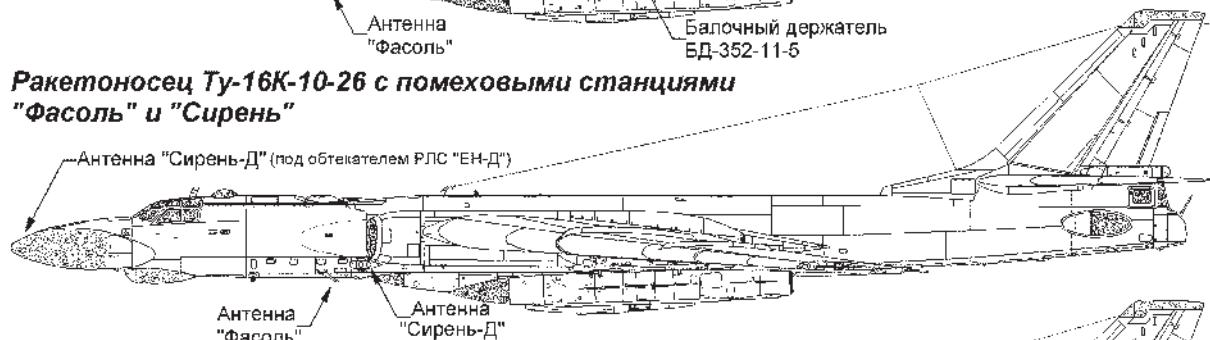 Антенна
"Фасоль"
Балочный держатель
БД-352-11-5
Ракетоносец Ту-16К-10-26 с помеховыми станциями
"Фасоль" и "Сирень"
Антенна "Сирень-Д" (под обтекателем РЛС "ЕН-Д")
Антенна
"Фасоль"
Антенна
"Сирень-Д"